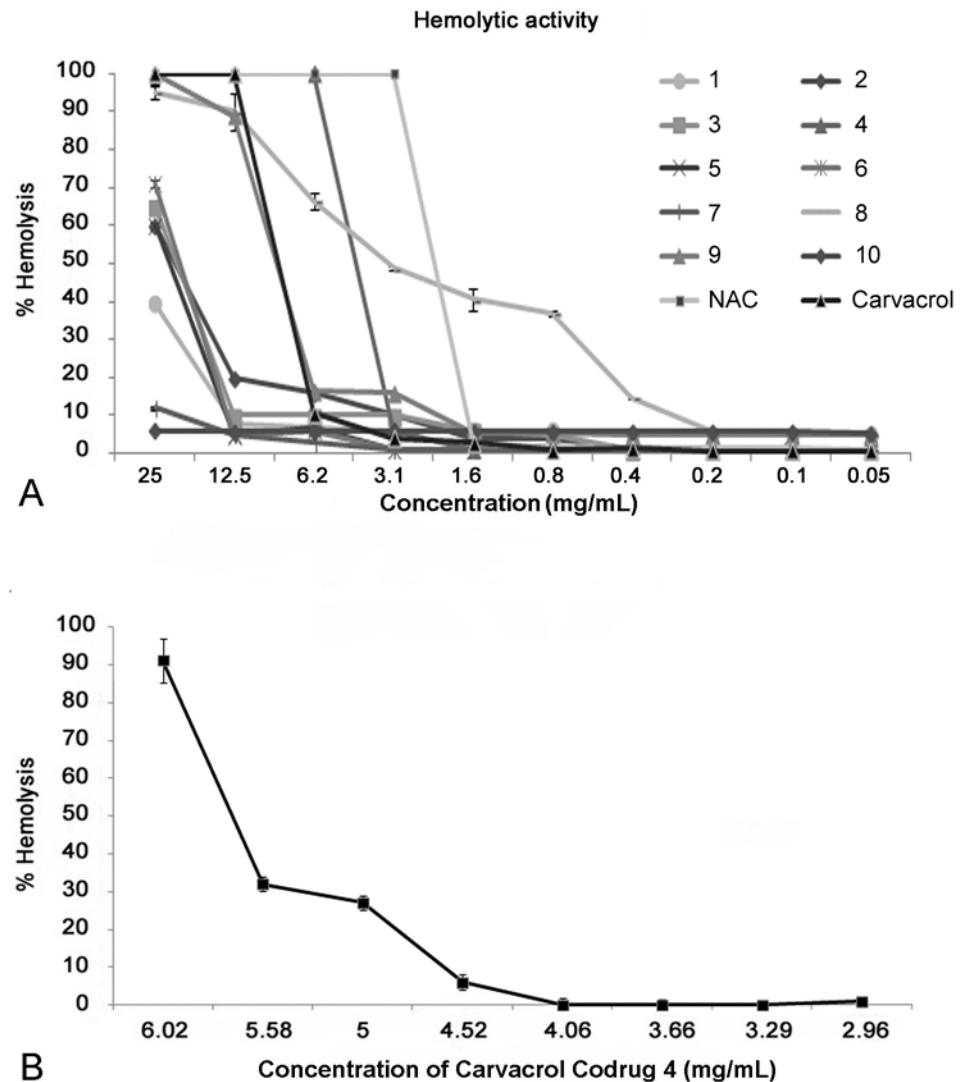 Hemolytic activity
100
90
80
70
60
50
40
30
20
10
0
% Hemolysis
1 2
3 4
5 6
7 8
9 10
NAC Carvacrol
25 12.5 6.2 3.1 1.6 0.8 0.4 0.2 0.1 0.05
Concentration (mg/mL)
A
100
90
80
70
60
50
40
30
20
10
0
% Hemolysis
6.02 5.58 5 4.52 4.06 3.66 3.29 2.96
Concentration of Carvacrol Codrug 4 (mg/mL)
B